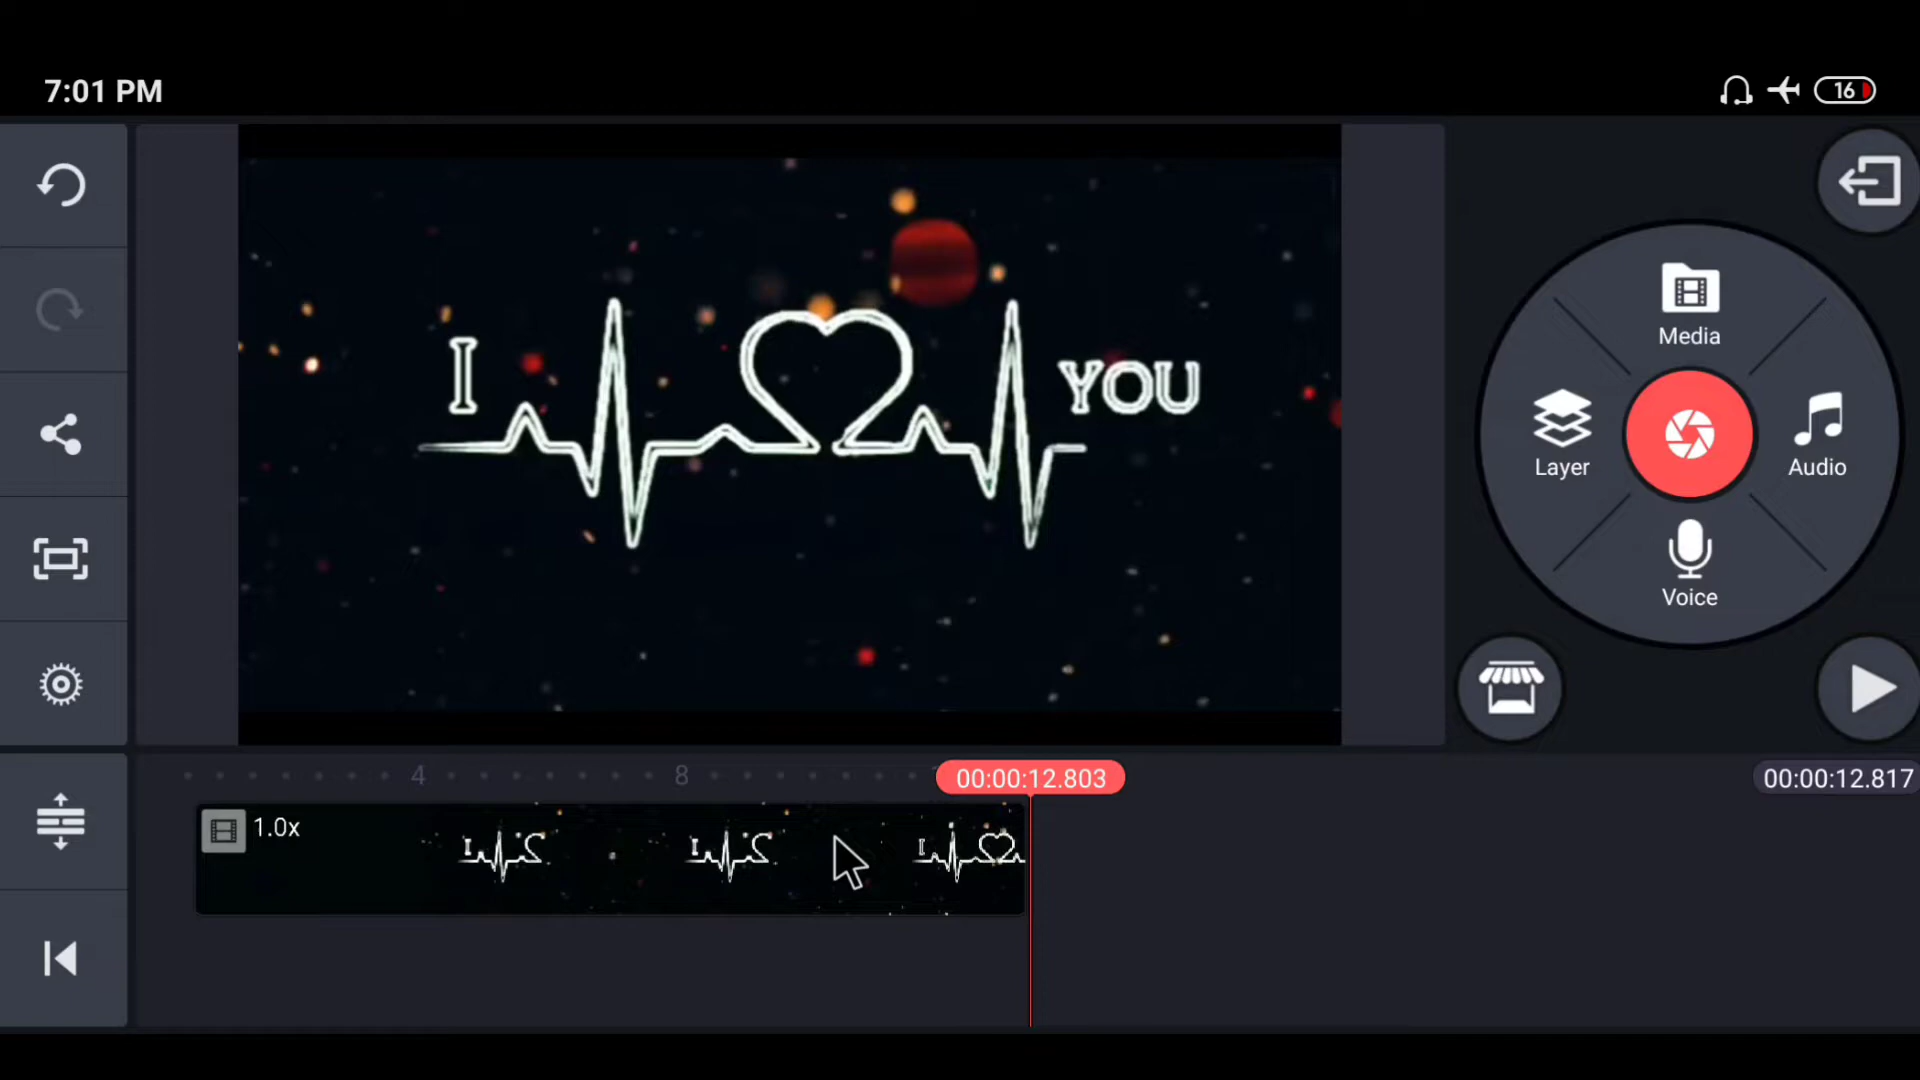 7:01 PM
16
I YOU
Media
Layer
Audio
Voice
4 8
00:00:12.803
00:00:12.817
1.0x